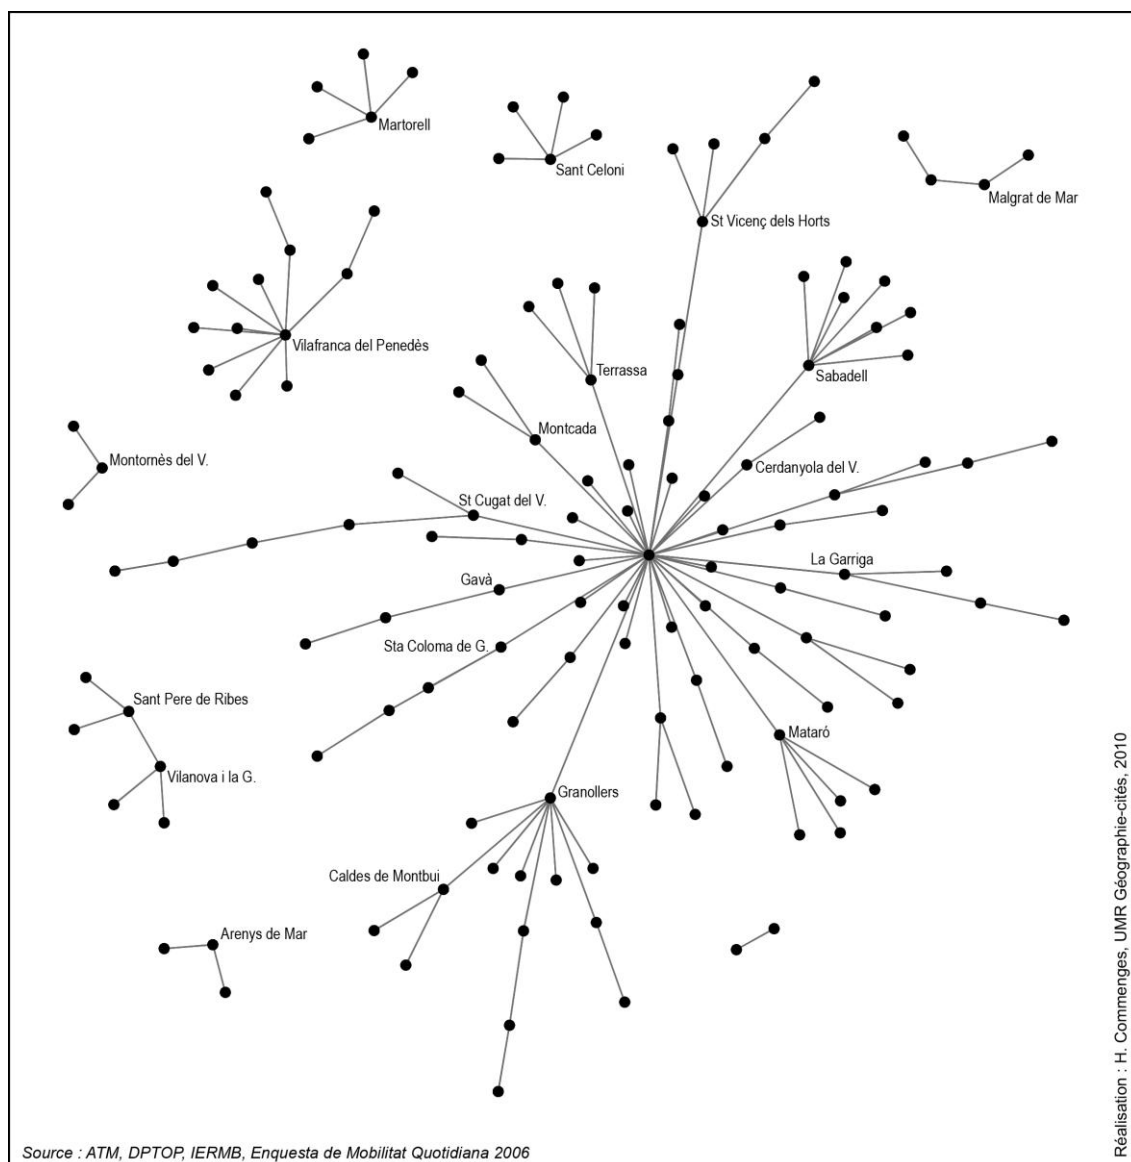 Martorell
Sant Celoni
Malgrat de Mar
St Vicenç dels Horts
Vilafranca del Penedès
Terrassa
Sabadell
Montcada
Montornès del V.
Cerdanyola del V.
St Cugat del V.
La Garriga
Gavà
Sta Coloma de G.
Sant Pere de Ribes
Mataró
Vilanova i la G.
Granollers
Caldes de Montbui
Arenys de Mar
Source : ATM, DPTOP, IERMB, Enquesta de Mobilitat Quotidiana 2006
Réalisation : H. Commenges, UMR Géographie-cités, 2010